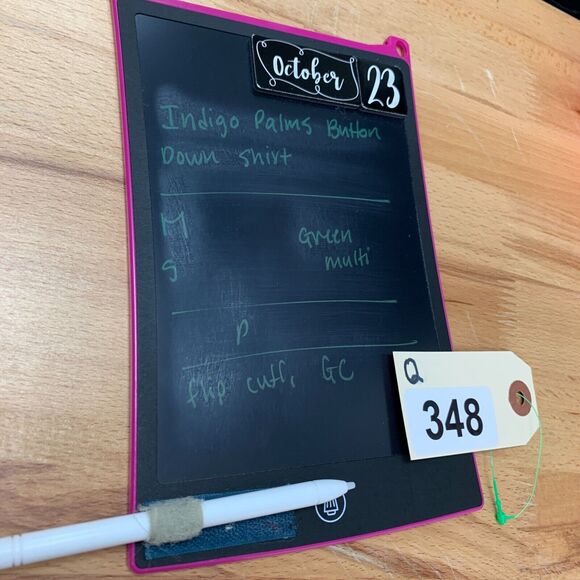 October 23
Indigo Palms Button
Down shirt
M
Green
S
multi
P
flip cuff, GC
Q
348